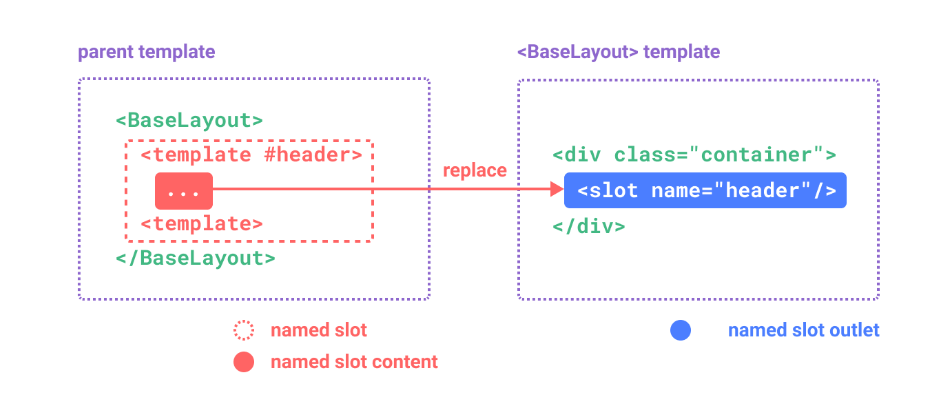 parent template
<BaseLayout>
<template #header>
...
<template>
</BaseLayout>
replace
<BaseLayout> template
<div class="container">
<slot name="header"/>
</div>
named slot
named slot content
named slot outlet